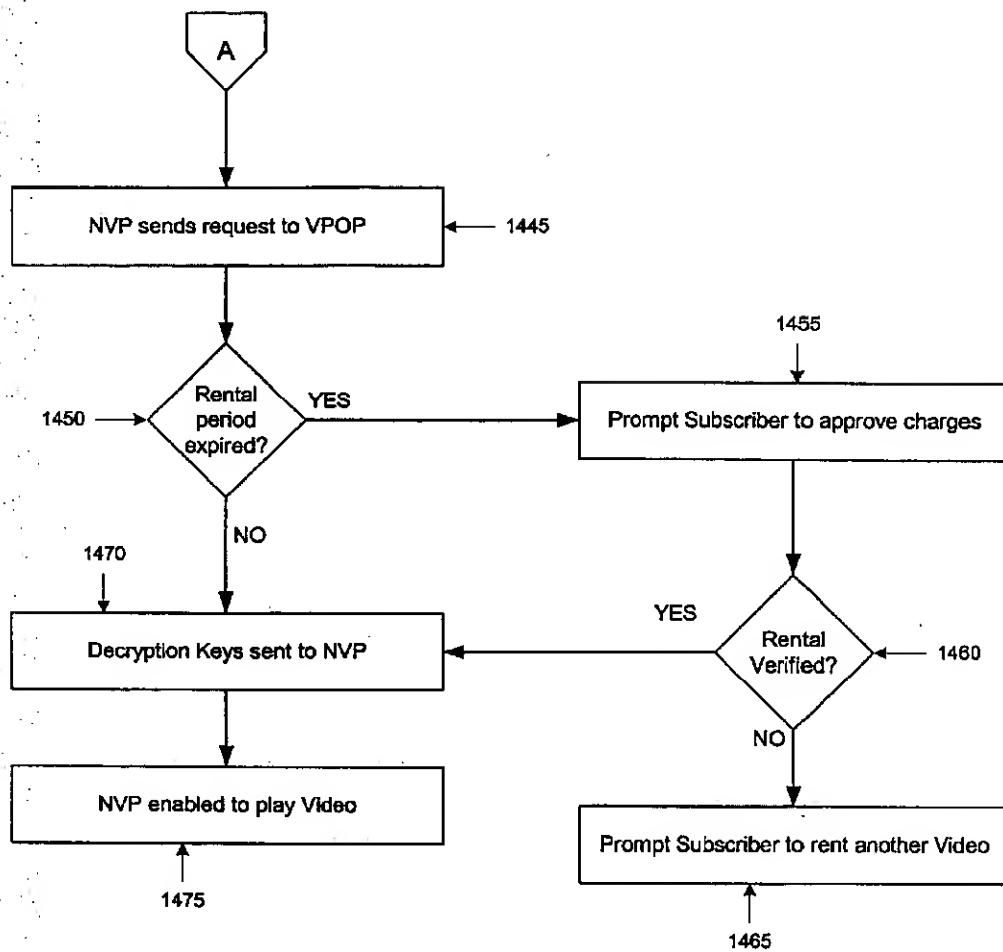 A
NVP sends request to VPOP
1445
1455
Rental
period
expired?
1450
YES
Prompt Subscriber to approve charges
NO
1470
YES
Decryption Keys sent to NVP
Rental
Verified?
1460
NO
NVP enabled to play Video
Prompt Subscriber to rent another Video
1475
1465